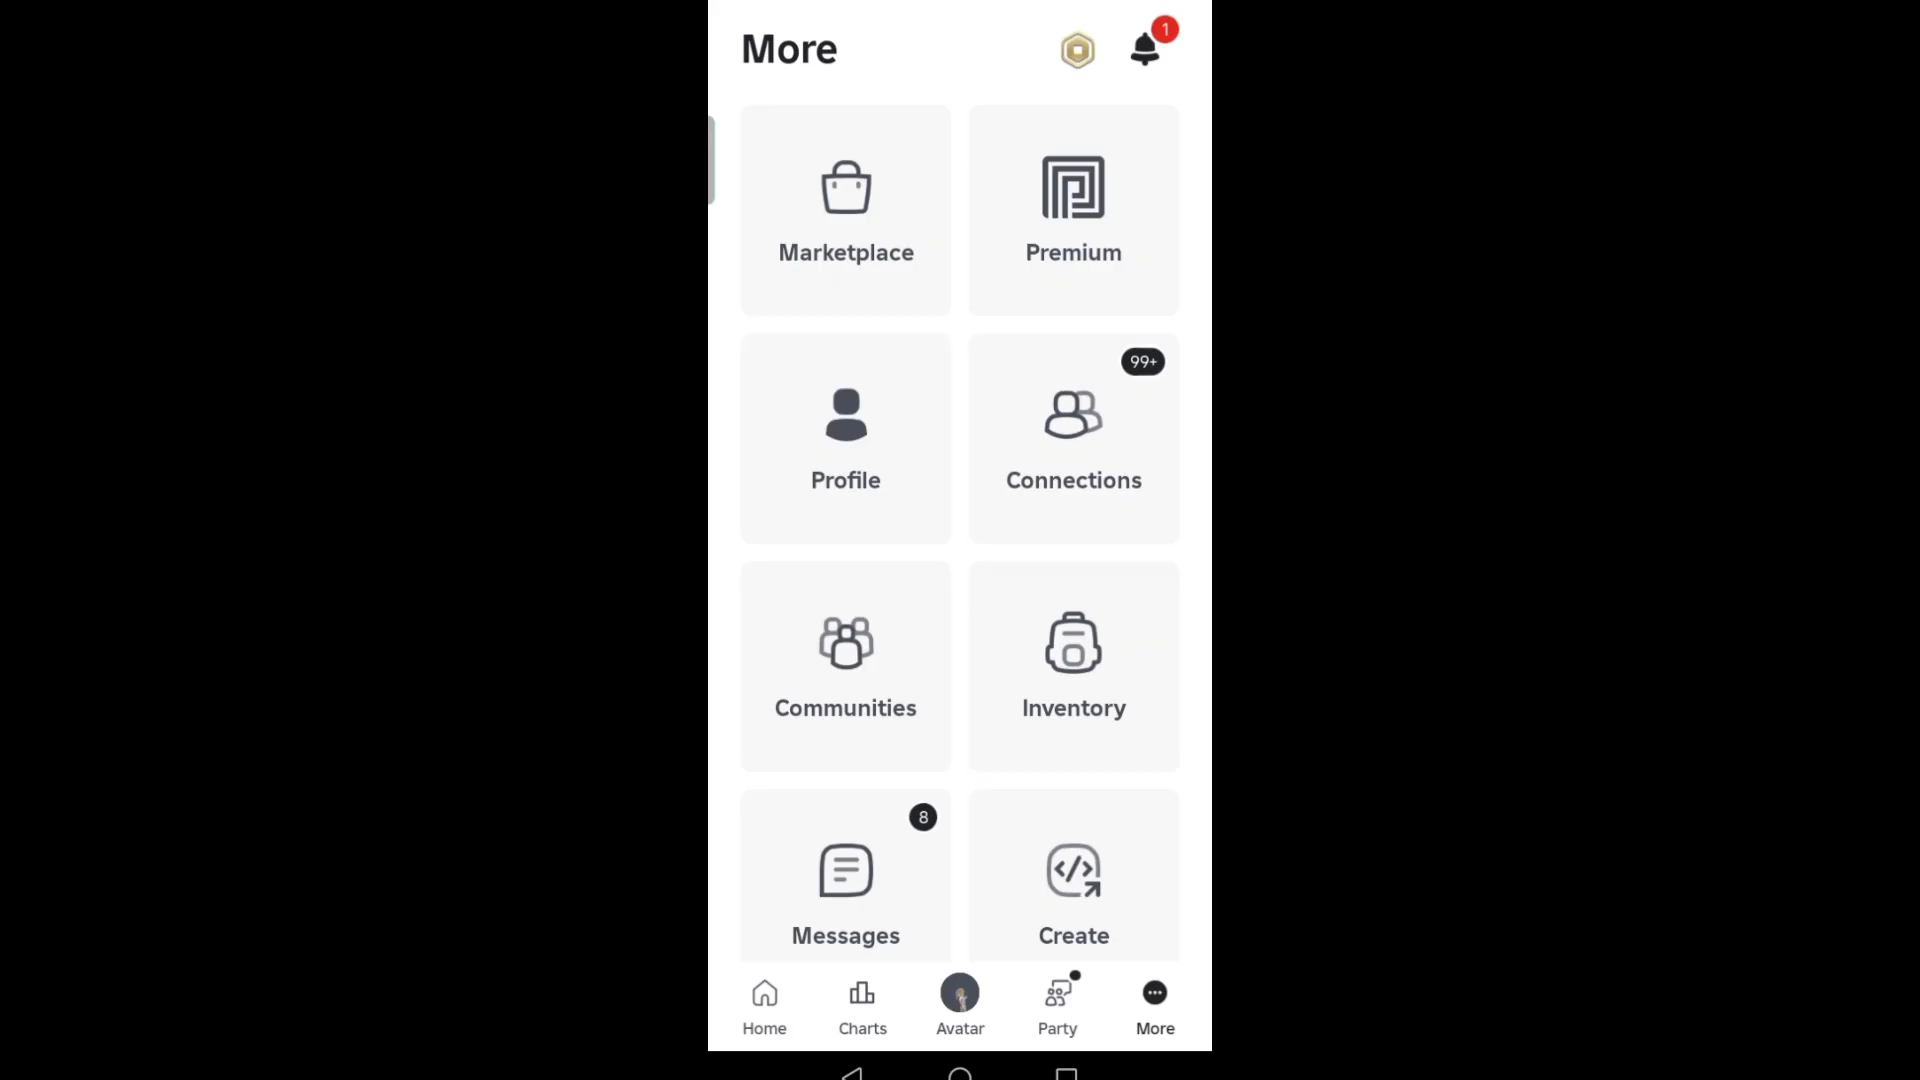 More
1
Marketplace
Premium
99+
Profile
Connections
Communities
Inventory
8
Messages
Create
Home
Charts
Avatar
Party
More